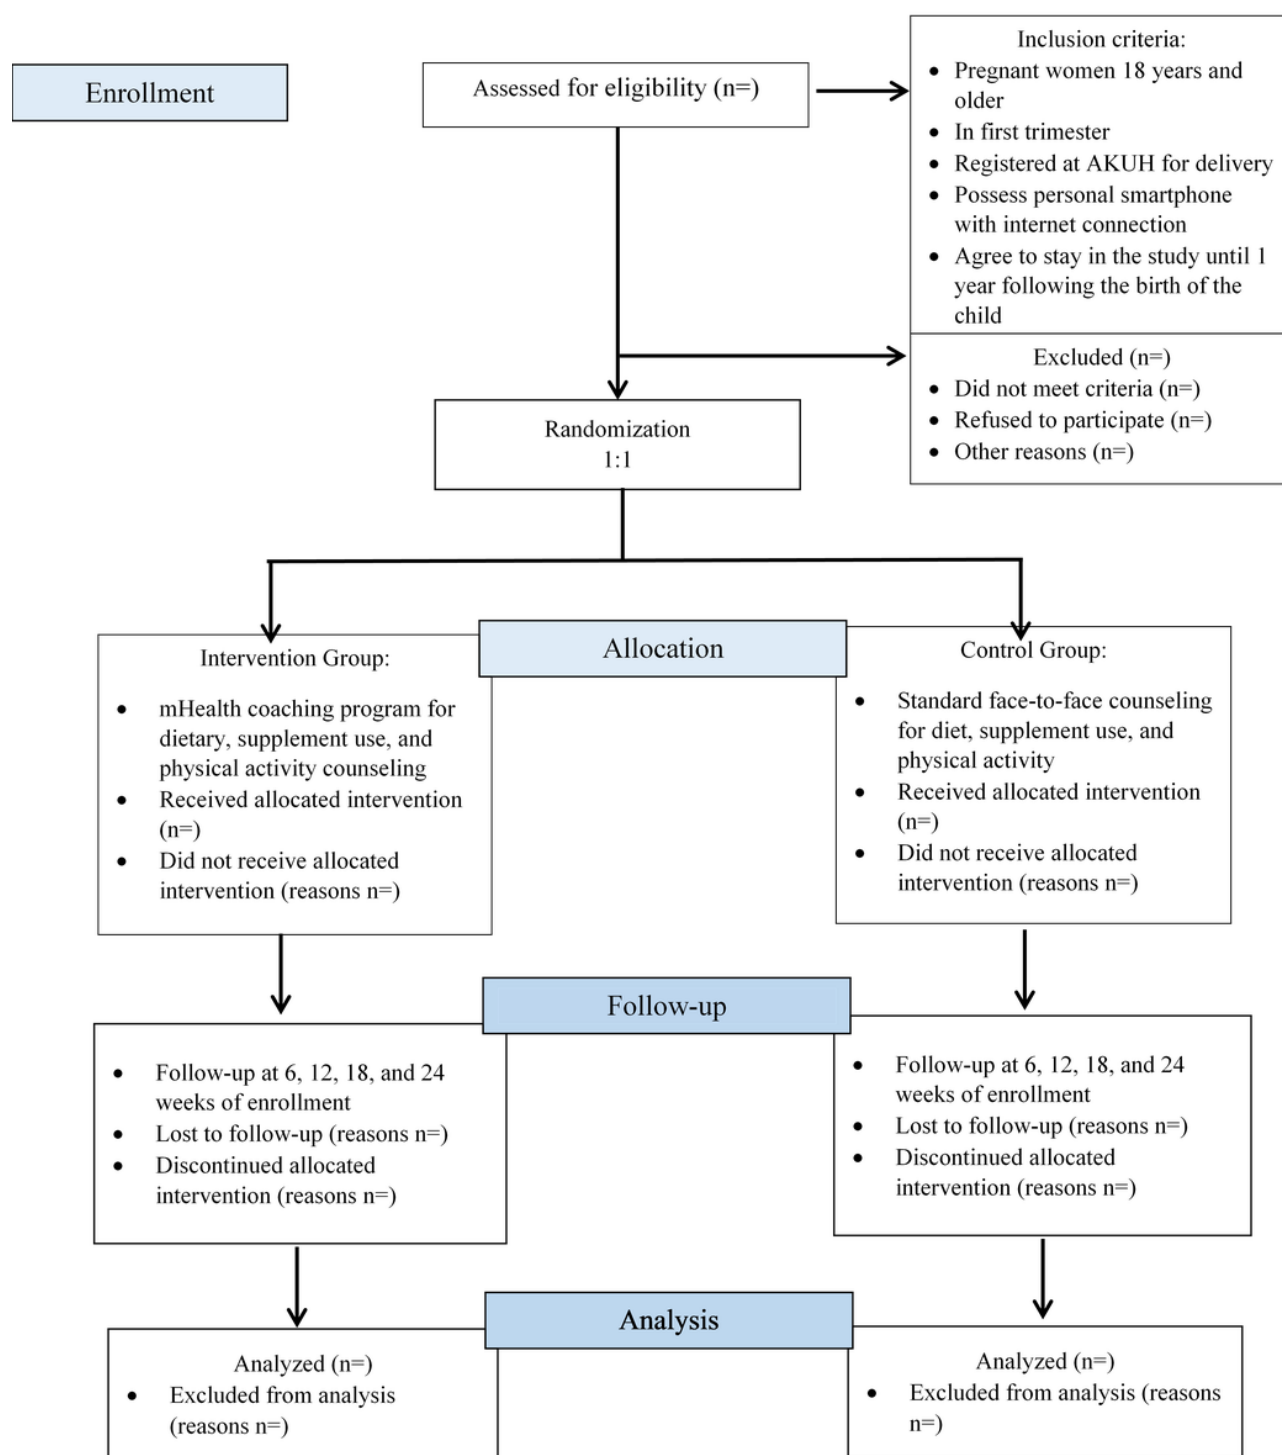 Enrollment
Assessed for eligibility (n=)
Inclusion criteria:
• Pregnant women 18 years and
older
• In first trimester
• Registered at AKUH for delivery
• Possess personal smartphone
with internet connection
• Agree to stay in the study until 1
year following the birth of the
child
Excluded (n=)
• Did not meet criteria (n=)
• Refused to participate (n=)
• Other reasons (n=)
Randomization
1:1
Allocation
Intervention Group:
• mHealth coaching program for
dietary, supplement use, and
physical activity counseling
• Received allocated intervention
(n=)
• Did not receive allocated
intervention (reasons n=)
Control Group:
• Standard face-to-face counseling
for diet, supplement use, and
physical activity
• Received allocated intervention
(n=)
• Did not receive allocated
intervention (reasons n=)
Follow-up
• Follow-up at 6, 12, 18, and 24
weeks of enrollment
• Lost to follow-up (reasons n=)
• Discontinued allocated
intervention (reasons n=)
• Follow-up at 6, 12, 18, and 24
weeks of enrollment
• Lost to follow-up (reasons n=)
• Discontinued allocated
intervention (reasons n=)
Analysis
Analyzed (n=)
• Excluded from analysis
(reasons n=)
Analyzed (n=)
• Excluded from analysis (reasons
n=)